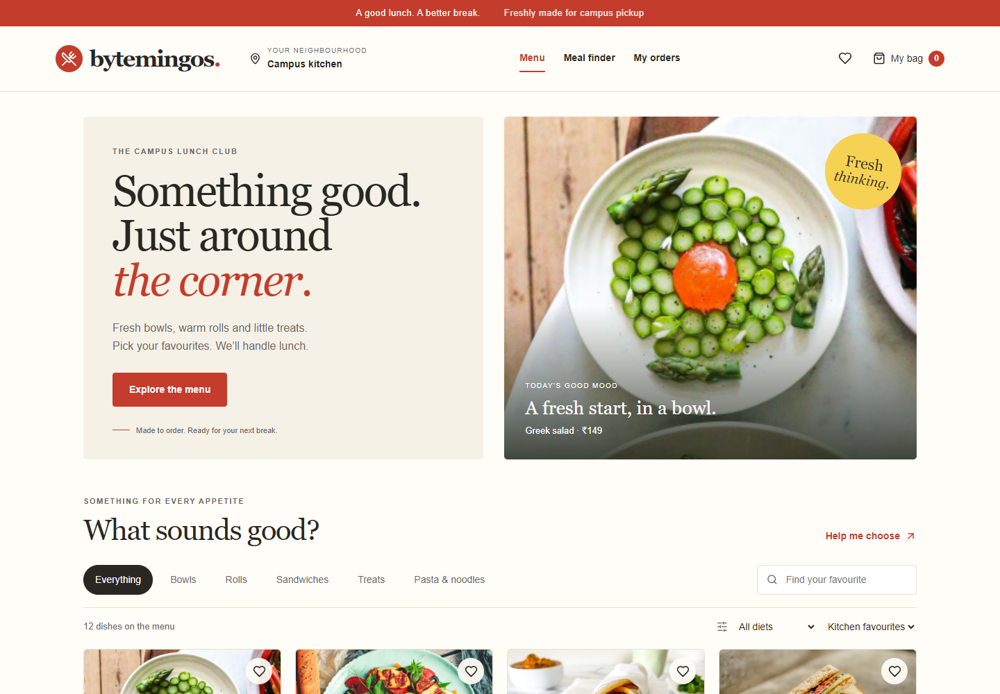 A good lunch. A better break. Freshly made for campus pickup
bytemingos.
YOUR NEIGHBOURHOOD
Campus kitchen
Menu Meal finder My orders
My bag 0
THE CAMPUS LUNCH CLUB
Something good.
Just around
the corner.
Fresh bowls, warm rolls and little treats.
Pick your favourites. We’ll handle lunch.
Explore the menu
Made to order. Ready for your next break.
Fresh
thinking.
TODAY'S GOOD MOOD
A fresh start, in a bowl.
Greek salad · ₹149
SOMETHING FOR EVERY APPETITE
What sounds good?
Help me choose
Everything Bowls Rolls Sandwiches Treats Pasta & noodles
Find your favourite
12 dishes on the menu
All diets Kitchen favourites